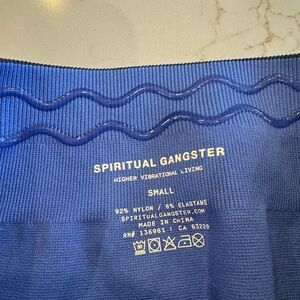 SPIRITUAL GANGSTER
HIGHER VIBRATIONAL LIVING
SMALL
92% NYLON / 8% ELASTANE
SPIRITUALGANGSTER.COM
MADE IN CHINA
RN# 136981 | CA 63229